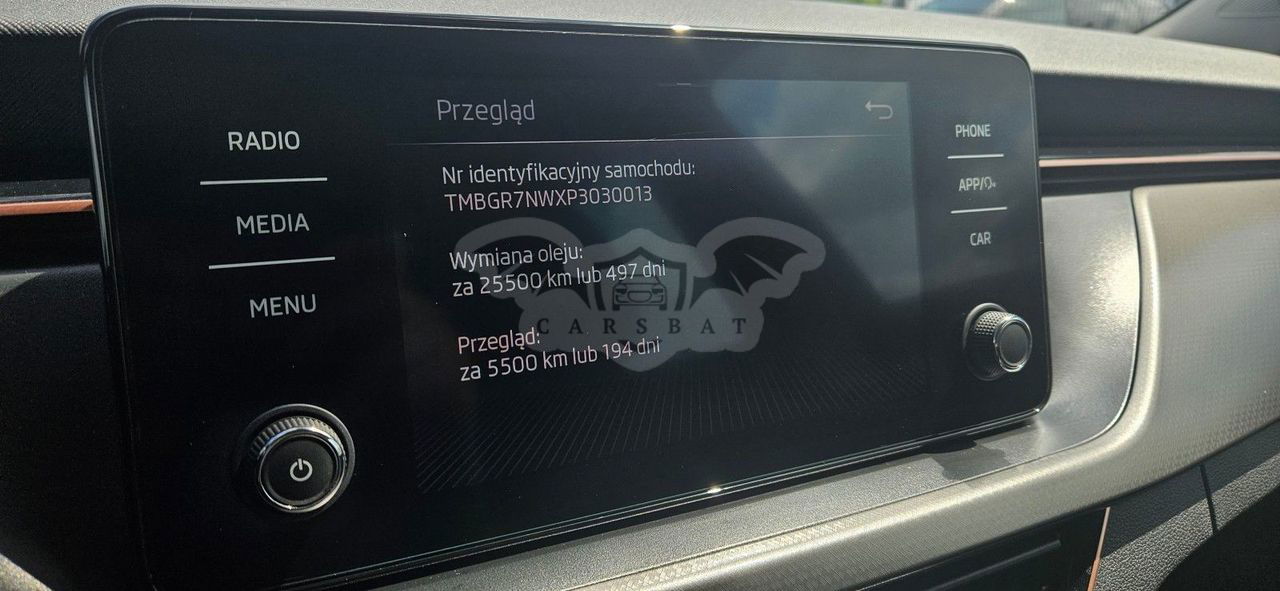 Przegląd
RADIO
MEDIA
MENU
Nr identyfikacyjny samochodu:
TMBGR7NWXP3030013
Wymiana oleju:
za 25500 km lub 497 dni
Przegląd:
za 5500 km lub 194 dni
PHONE
APP/
CAR
CARSBAT